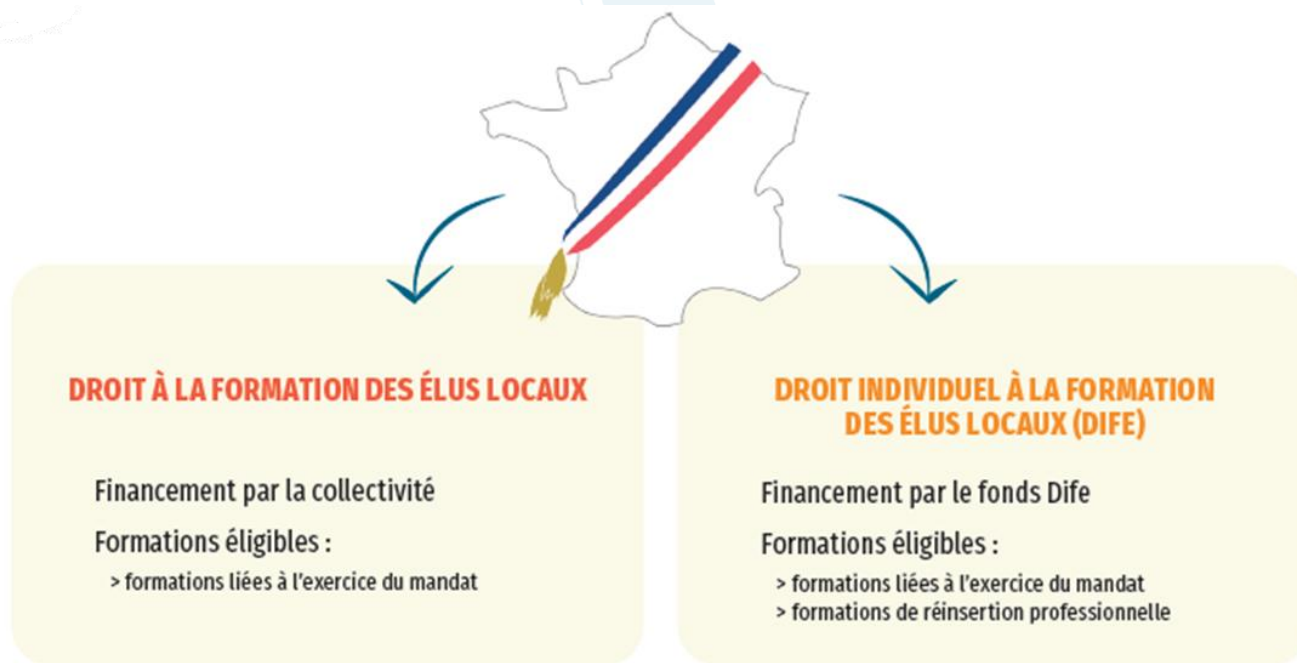 DROIT À LA FORMATION DES ÉLUS LOCAUX
Financement par la collectivité
Formations éligibles :
> formations liées à l'exercice du mandat
DROIT INDIVIDUEL À LA FORMATION
DES ÉLUS LOCAUX (DIFE)
Financement par le fonds Dife
Formations éligibles :
> formations liées à l'exercice du mandat
> formations de réinsertion professionnelle